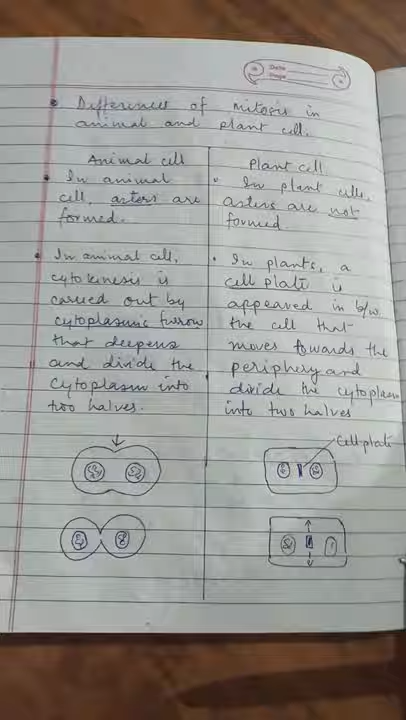 Date
Page
Differences of mitosis in
animal and plant cell.
Animal cell
In animal
cell, asters are
formed.
In animal cell,
cytokinesis is
carried out by
cytoplasmic furrow
that deepens
and divide the
cytoplasm into
two halves.
Plant cell
In plant cells,
asters are not
formed.
In plants, a
cell plate is
appeared in b/w
the cell that
moves towards the
periphery and
divide the cytoplasm
into two halves
Cell plate